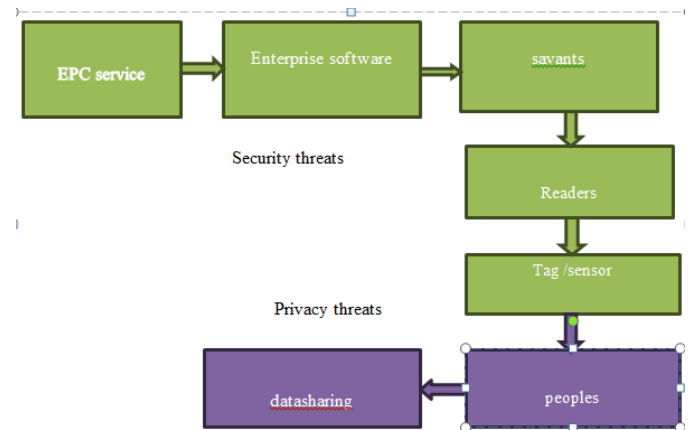 EPC service
Enterprise software
savants
Security threats
Readers
Tag /sensor
Privacy threats
datasharing
peoples